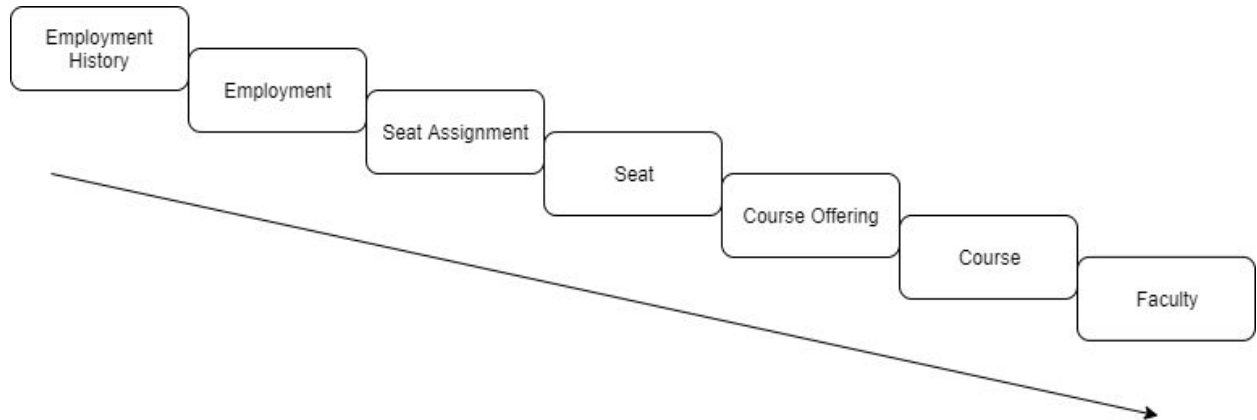 Employment
History
Employment
Seat Assignment
Seat
Course Offering
Course
Faculty